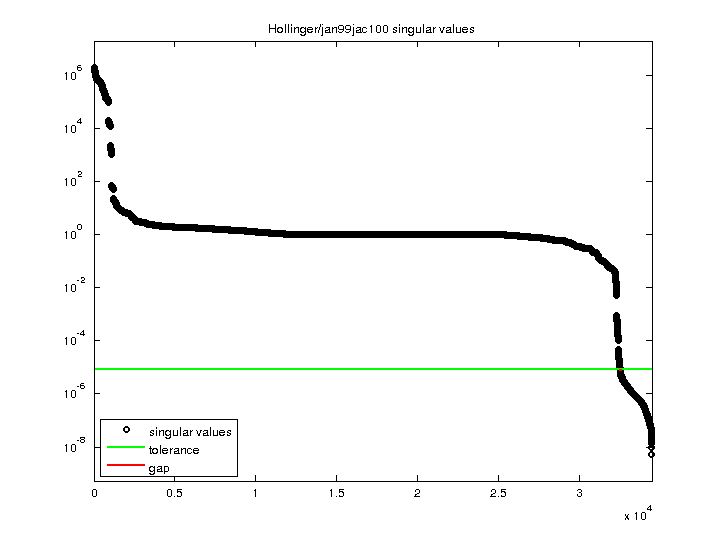 Hollinger/jan99jac100 singular values
10^6
10^4
10^2
10^0
10^-2
10^-4
10^-6
10^-8
singular values
tolerance
gap
0 0.5 1 1.5 2 2.5 3
x 10^4